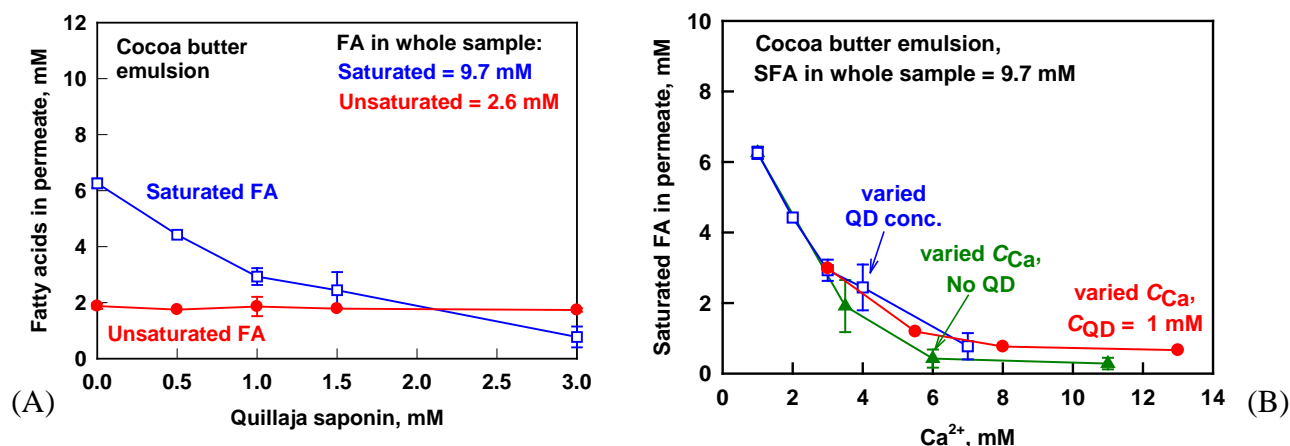 12
10
8
6
4
2
0
Fatty acids in permeate, mM
Cocoa butter
emulsion
FA in whole sample:
Saturated = 9.7 mM
Unsaturated = 2.6 mM
Saturated FA
Unsaturated FA
0.0 0.5 1.0 1.5 2.0 2.5 3.0
Quillaja saponin, mM
(A)
10
8
6
4
2
0
Saturated FA in permeate, mM
Cocoa butter emulsion,
SFA in whole sample = 9.7 mM
varied
QD conc.
varied CCa,
No QD
varied CCa,
CQD = 1 mM
0 2 4 6 8 10 12 14
Ca²⁺, mM
(B)